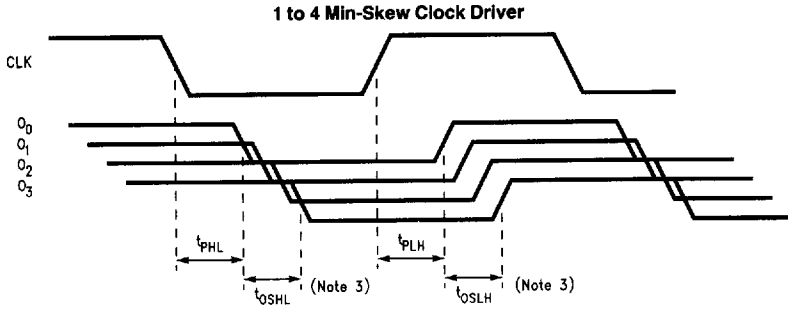 1 to 4 Min-Skew Clock Driver
CLK
O0
O1
O2
O3
tPHL
tPLH
tOSHL (Note 3)
tOSLH (Note 3)